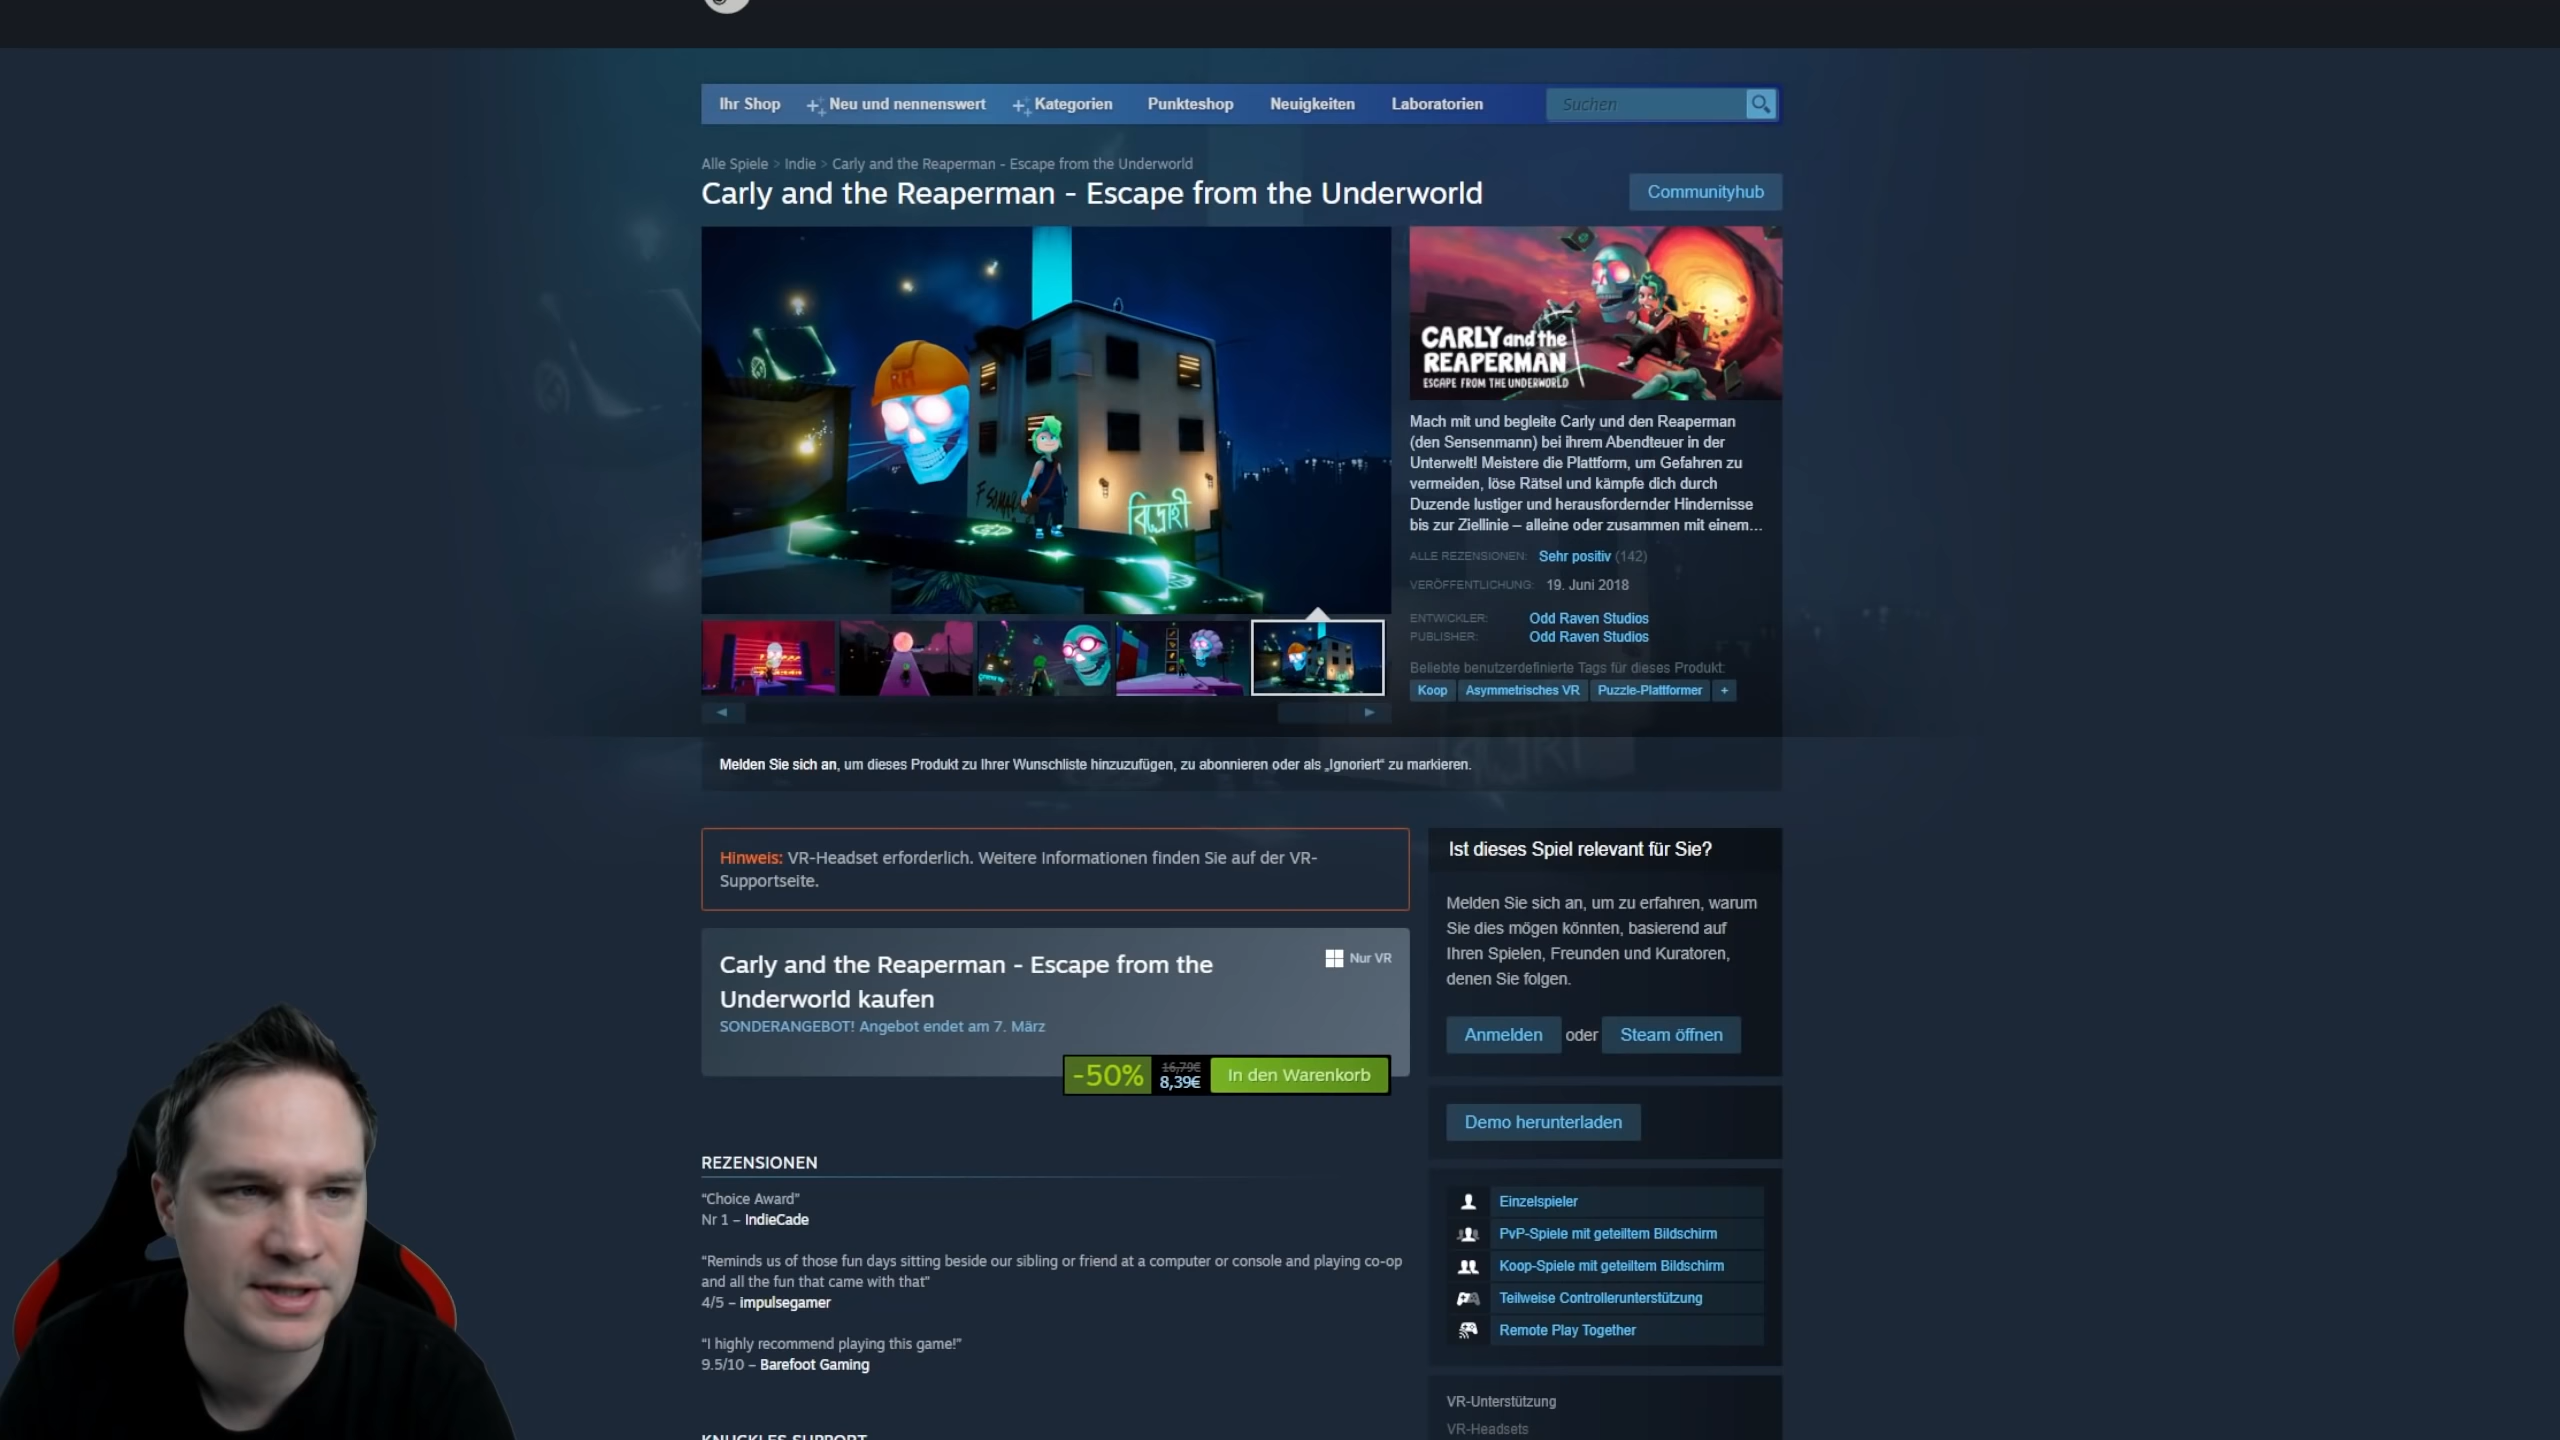 Ihr Shop
Neu und nennenswert
Kategorien
Punkteshop
Neuigkeiten
Laboratorien
Suchen
Alle Spiele > Indie > Carly and the Reaperman - Escape from the Underworld
Carly and the Reaperman - Escape from the Underworld
Communityhub
RM
বিদ্রোহী
CARLY and the
REAPERMAN
ESCAPE FROM THE UNDERWORLD
Mach mit und begleite Carly und den Reaperman
(den Sensenmann) bei ihrem Abendteuer in der
Unterwelt! Meistere die Plattform, um Gefahren zu
vermeiden, löse Rätsel und kämpfe dich durch
Duzende lustiger und herausfordernder Hindernisse
bis zur Ziellinie – alleine oder zusammen mit einem...
ALLE REZENSIONEN: Sehr positiv (142)
VERÖFFENTLICHUNG: 19. Juni 2018
ENTWICKLER: Odd Raven Studios
PUBLISHER: Odd Raven Studios
Beliebte benutzerdefinierte Tags für dieses Produkt:
Koop Asymmetrisches VR Puzzle-Plattformer +
Melden Sie sich an, um dieses Produkt zu Ihrer Wunschliste hinzuzufügen, zu abonnieren oder als „Ignoriert“ zu markieren.
Hinweis: VR-Headset erforderlich. Weitere Informationen finden Sie auf der VR-
Supportseite.
Carly and the Reaperman - Escape from the
Underworld kaufen
Nur VR
SONDERANGEBOT! Angebot endet am 7. März
-50%
16,79€
8,39€
In den Warenkorb
Ist dieses Spiel relevant für Sie?
Melden Sie sich an, um zu erfahren, warum
Sie dies mögen könnten, basierend auf
Ihren Spielen, Freunden und Kuratoren,
denen Sie folgen.
Anmelden oder Steam öffnen
Demo herunterladen
REZENSIONEN
“Choice Award”
Nr 1 – IndieCade
“Reminds us of those fun days sitting beside our sibling or friend at a computer or console and playing co-op
and all the fun that came with that”
4/5 – impulsegamer
“I highly recommend playing this game!”
9.5/10 – Barefoot Gaming
KNUCKLES SUPPORT
Einzelspieler
PvP-Spiele mit geteiltem Bildschirm
Koop-Spiele mit geteiltem Bildschirm
Teilweise Controllerunterstützung
Remote Play Together
VR-Unterstützung
VR-Headsets